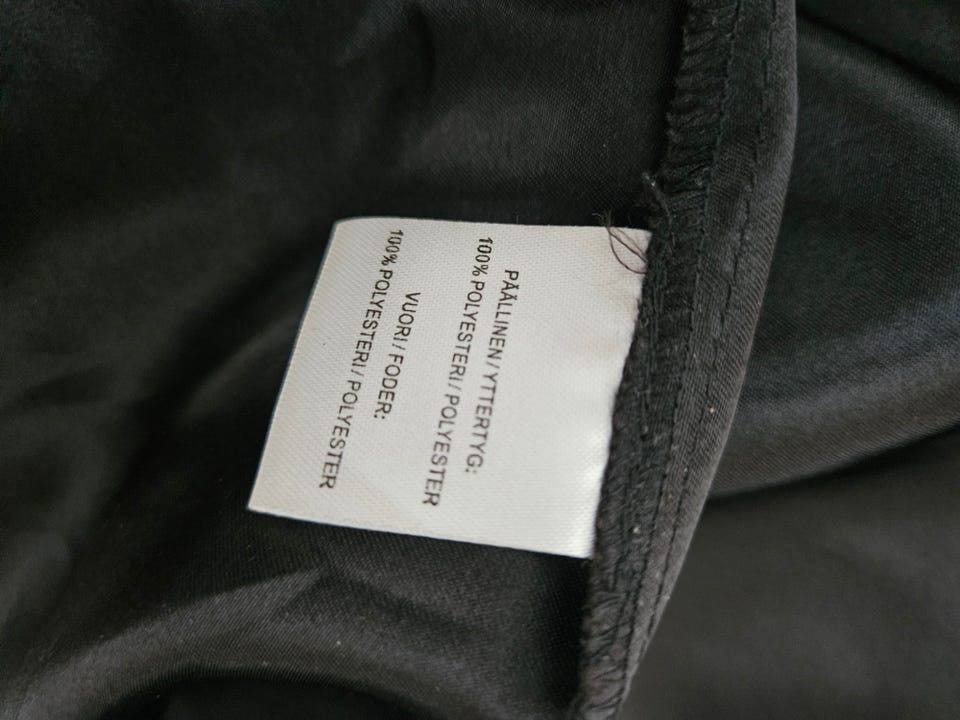 PÄÄLLINEN/YTTERTYG:
100% POLYESTERI/POLYESTER
VUORI/FODER:
100% POLYESTERI/POLYESTER